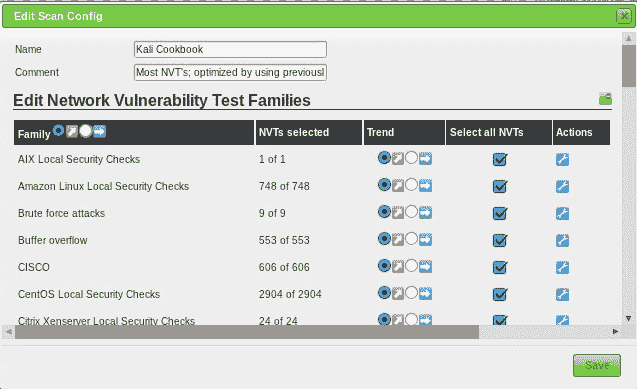 Edit Scan Config
Name Kali Cookbook
Comment Most NVT's; optimized by using previousl
Edit Network Vulnerability Test Families
Family NVTs selected Trend Select all NVTs Actions
AIX Local Security Checks 1 of 1
Amazon Linux Local Security Checks 748 of 748
Brute force attacks 9 of 9
Buffer overflow 553 of 553
CISCO 606 of 606
CentOS Local Security Checks 2904 of 2904
Citrix Xenserver Local Security Checks 24 of 24
Save